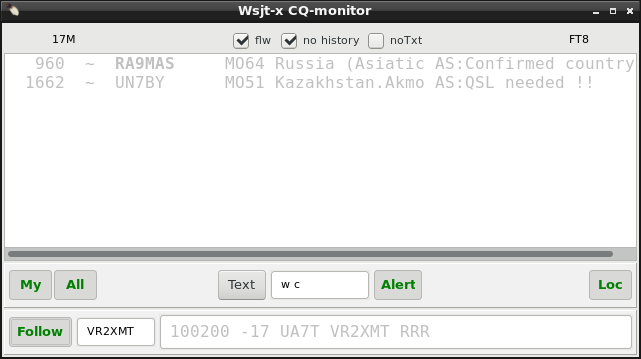 Wsjt-x CQ-monitor
17M flw no history noTxt FT8
960 ~ RA9MAS MO64 Russia (Asiatic AS:Confirmed country
1662 ~ UN7BY MO51 Kazakhstan.Akmo AS:QSL needed !!
My All Text w c Alert Loc
Follow VR2XMT 100200 -17 UA7T VR2XMT RRR